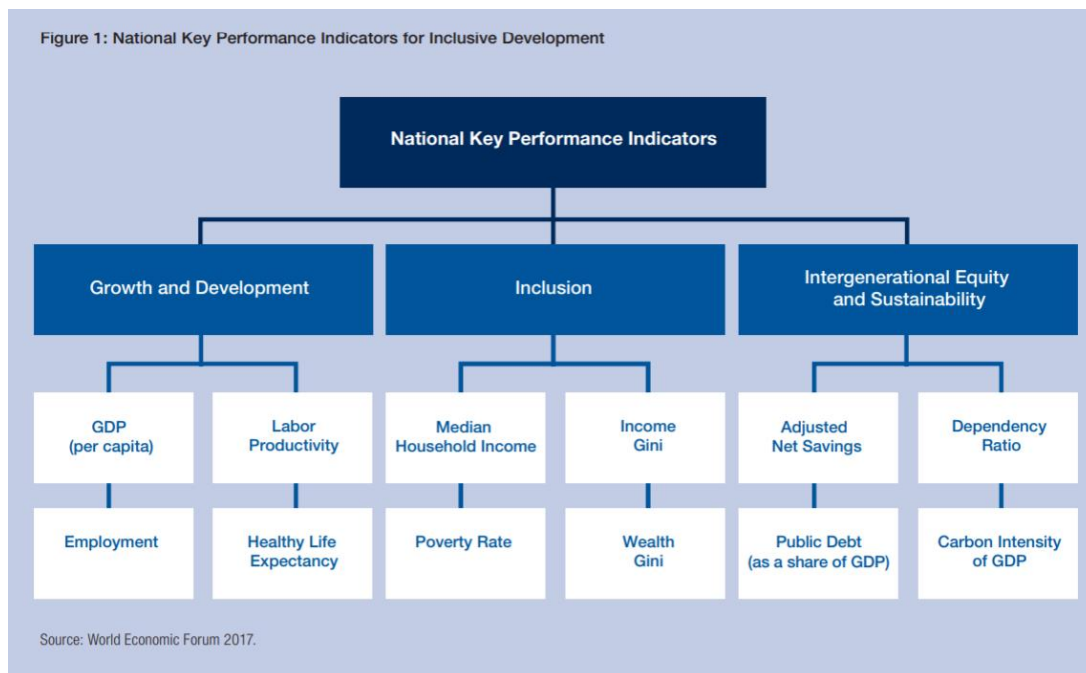 Figure 1: National Key Performance Indicators for Inclusive Development
National Key Performance Indicators
Growth and Development
Inclusion
Intergenerational Equity
and Sustainability
GDP
(per capita)
Labor
Productivity
Median
Household Income
Income
Gini
Adjusted
Net Savings
Dependency
Ratio
Employment
Healthy Life
Expectancy
Poverty Rate
Wealth
Gini
Public Debt
(as a share of GDP)
Carbon Intensity
of GDP
Source: World Economic Forum 2017.